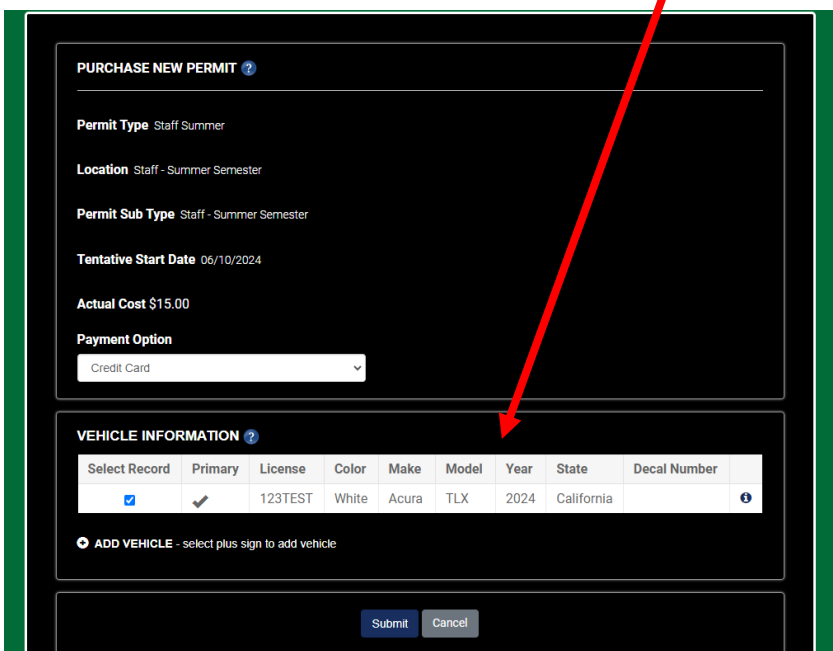 PURCHASE NEW PERMIT ?
Permit Type Staff Summer
Location Staff - Summer Semester
Permit Sub Type Staff - Summer Semester
Tentative Start Date 06/10/2024
Actual Cost $15.00
Payment Option
Credit Card
VEHICLE INFORMATION ?
Select Record Primary License Color Make Model Year State Decal Number
123TEST White Acura TLX 2024 California
ADD VEHICLE - select plus sign to add vehicle
Submit Cancel